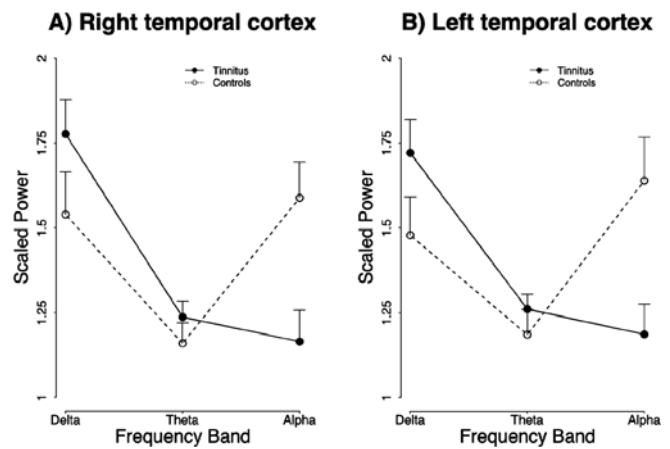 A) Right temporal cortex
2
1.75
1.5
1.25
1
Scaled Power
Tinnitus
Controls
Delta
Theta
Alpha
Frequency Band
B) Left temporal cortex
2
1.75
1.5
1.25
1
Scaled Power
Tinnitus
Controls
Delta
Theta
Alpha
Frequency Band